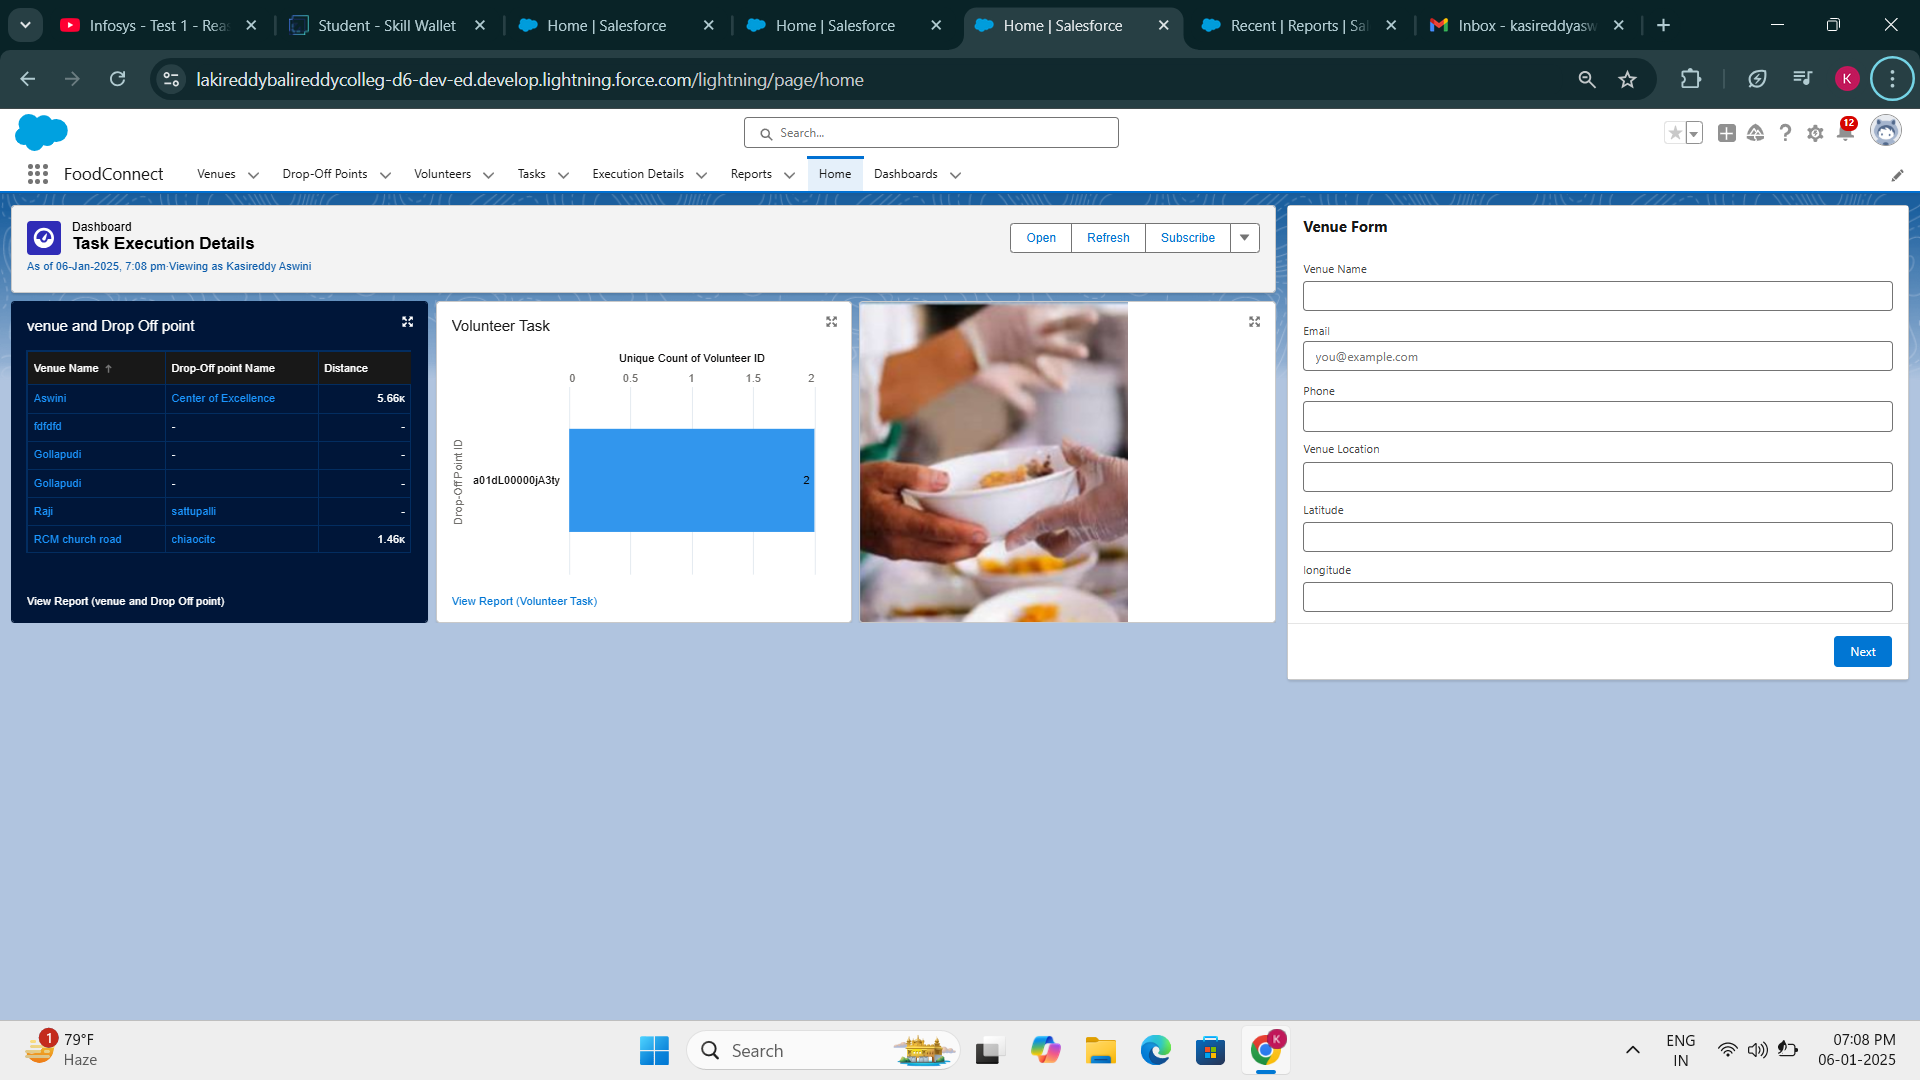 Infosys - Test 1 - Rea
Student - Skill Wallet
Home | Salesforce
Home | Salesforce
Home | Salesforce
Recent | Reports | Sa
Inbox - kasireddyasw
lakireddybalireddycolleg-d6-dev-ed.develop.lightning.force.com/lightning/page/home
K
Search...
12
FoodConnect
Venues
Drop-Off Points
Volunteers
Tasks
Execution Details
Reports
Home
Dashboards
Dashboard
Task Execution Details
As of 06-Jan-2025, 7:08 pm·Viewing as Kasireddy Aswini
Open
Refresh
Subscribe
venue and Drop Off point
Venue Name ↑ Drop-Off point Name Distance
Aswini Center of Excellence 5.66K
fdfdfd - -
Gollapudi - -
Gollapudi - -
Raji sattupalli -
RCM church road chiaocitc 1.46K
View Report (venue and Drop Off point)
Volunteer Task
Unique Count of Volunteer ID
0 0.5 1 1.5 2
Drop-Off Point ID
a01dL00000jA3ty
2
View Report (Volunteer Task)
Venue Form
Venue Name
Email
you@example.com
Phone
Venue Location
Latitude
longitude
Next
1
79°F
Haze
Search
K
ENG
IN
07:08 PM
06-01-2025